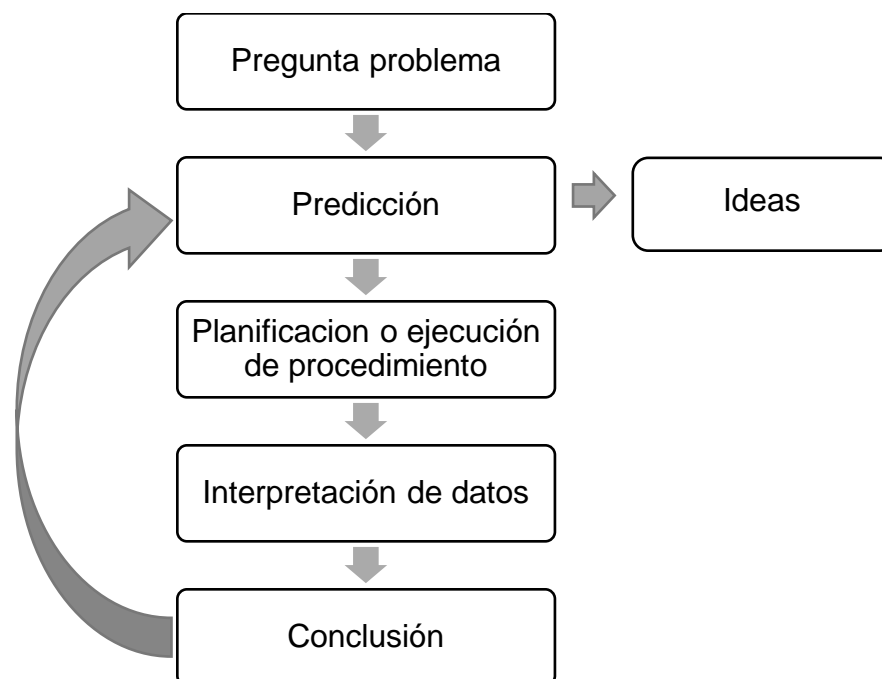 Pregunta problema
Predicción
Ideas
Planificacion o ejecución
de procedimiento
Interpretación de datos
Conclusión